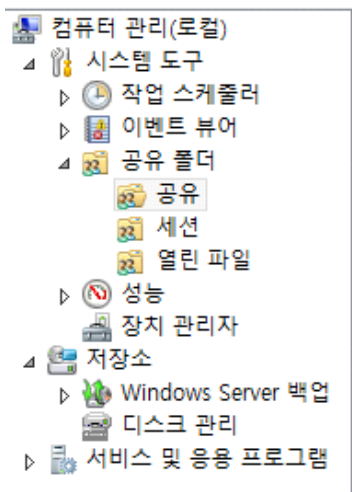 컴퓨터 관리(로컬)
시스템 도구
작업 스케줄러
이벤트 뷰어
공유 폴더
공유
세션
열린 파일
성능
장치 관리자
저장소
Windows Server 백업
디스크 관리
서비스 및 응용 프로그램